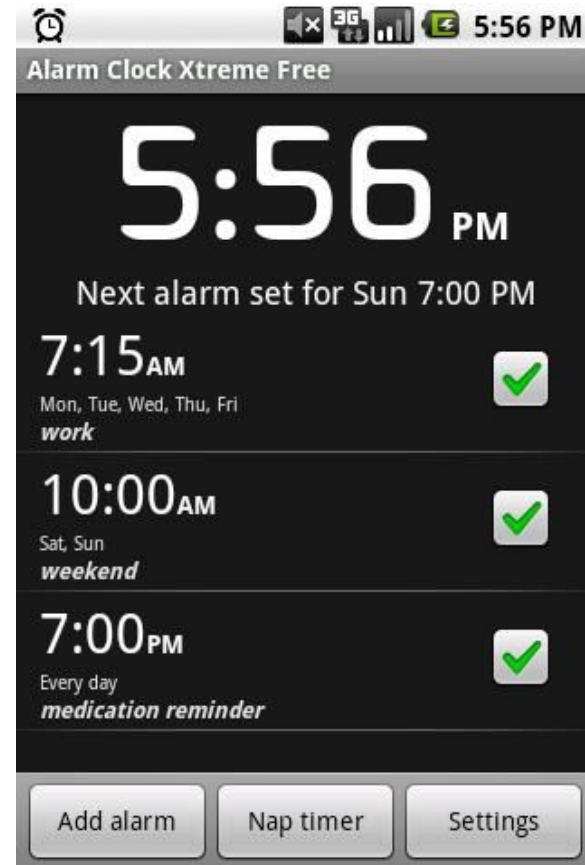 3G 5:56 PM
Alarm Clock Xtreme Free
5:56 PM
Next alarm set for Sun 7:00 PM
7:15AM
Mon, Tue, Wed, Thu, Fri
work
10:00AM
Sat, Sun
weekend
7:00PM
Every day
medication reminder
Add alarm Nap timer Settings